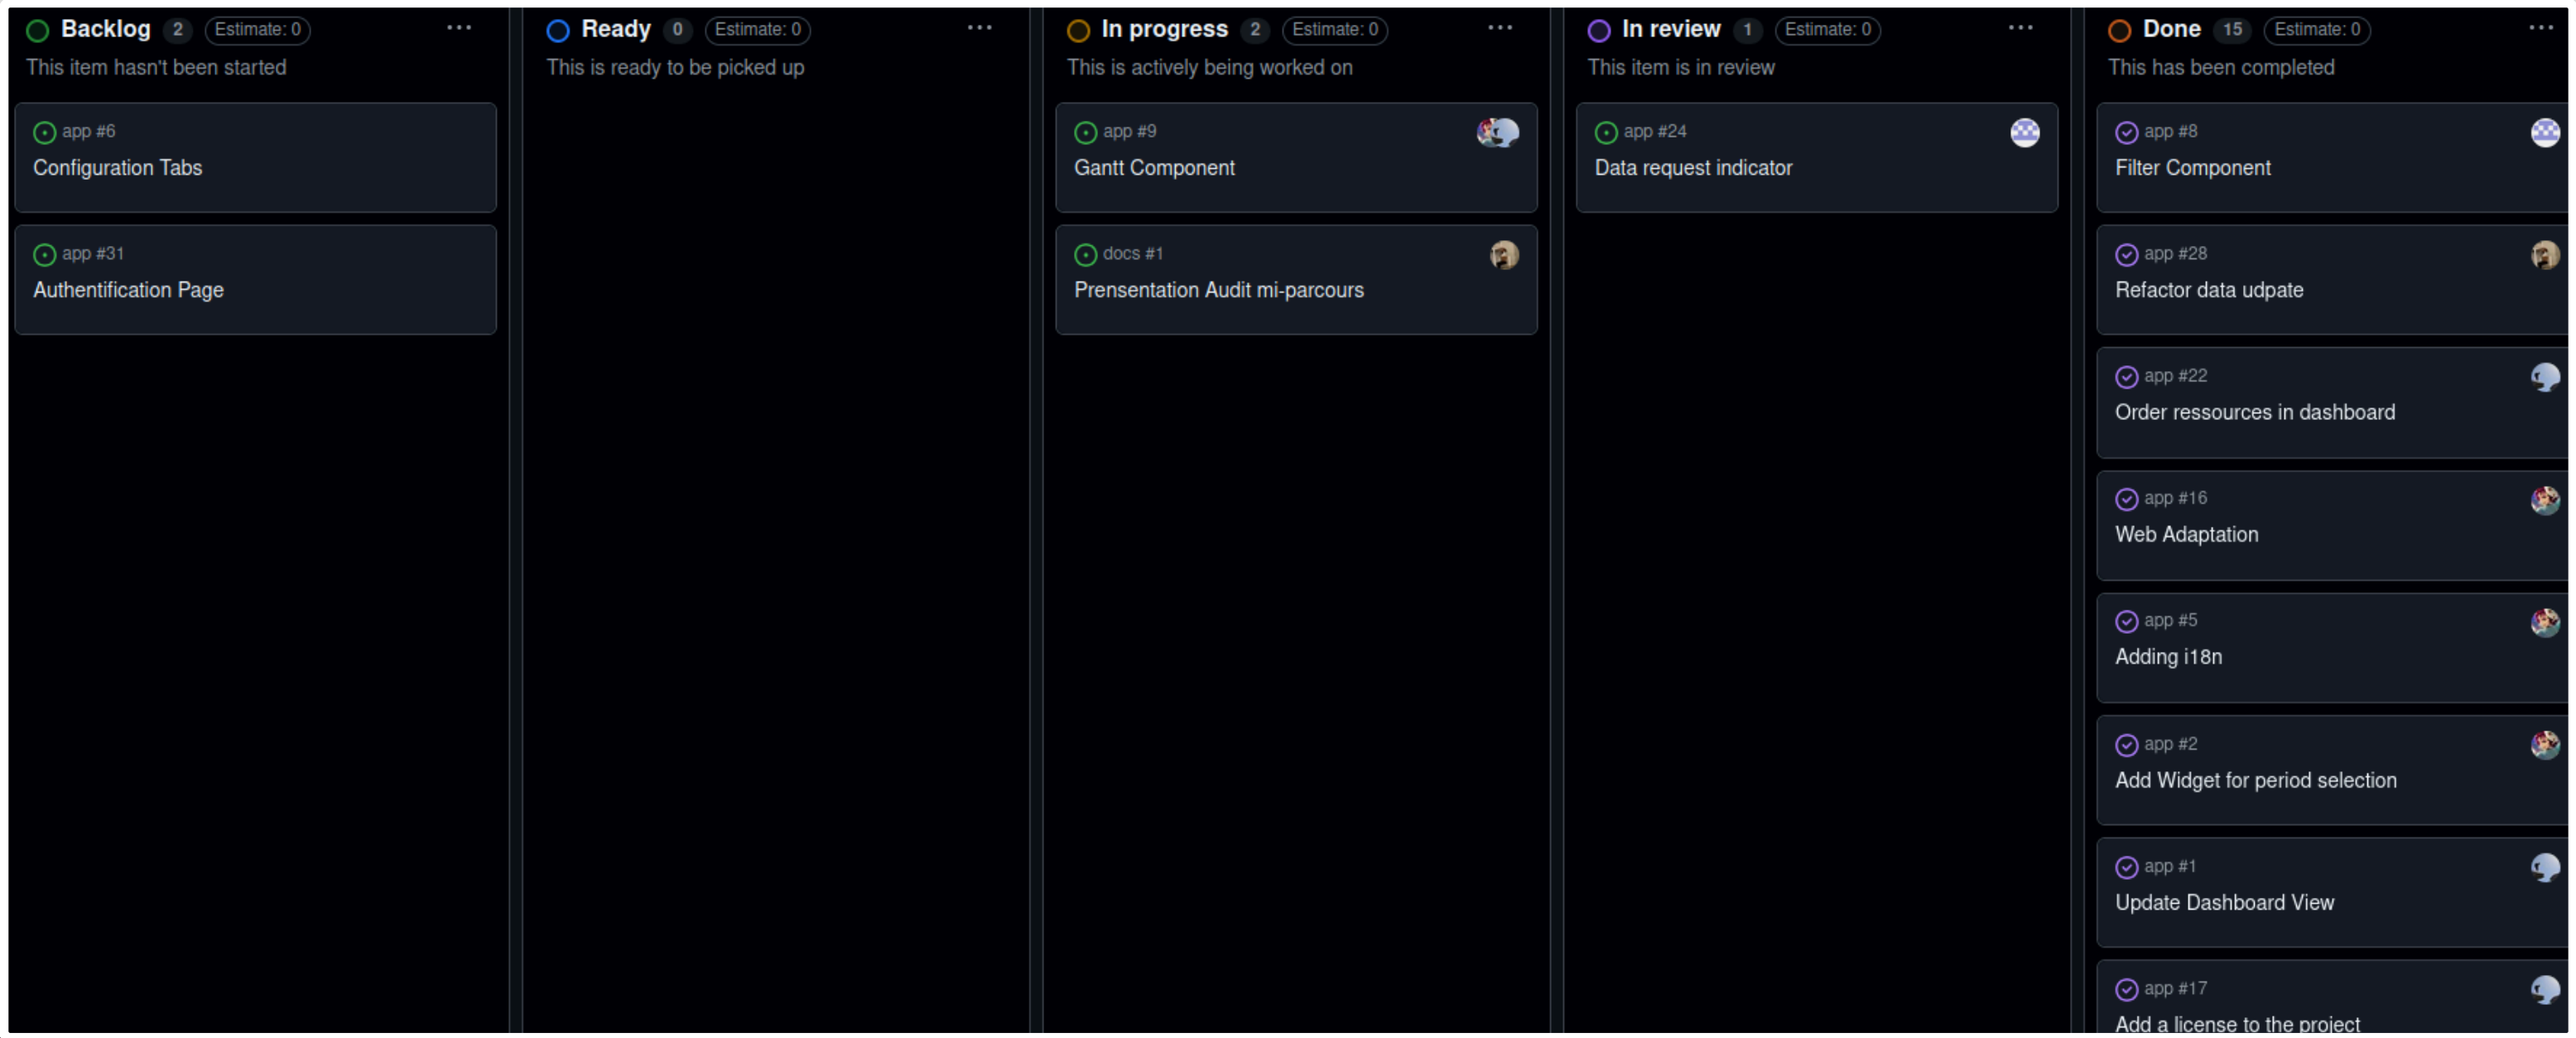 Backlog 2 Estimate: 0 ...
This item hasn't been started
app #6
Configuration Tabs
app #31
Authentification Page
Ready 0 Estimate: 0 ...
This is ready to be picked up
In progress 2 Estimate: 0 ...
This is actively being worked on
app #9
Gantt Component
docs #1
Prensentation Audit mi-parcours
In review 1 Estimate: 0 ...
This item is in review
app #24
Data request indicator
Done 15 Estimate: 0 ...
This has been completed
app #8
Filter Component
app #28
Refactor data udpate
app #22
Order ressources in dashboard
app #16
Web Adaptation
app #5
Adding i18n
app #2
Add Widget for period selection
app #1
Update Dashboard View
app #17
Add a license to the project